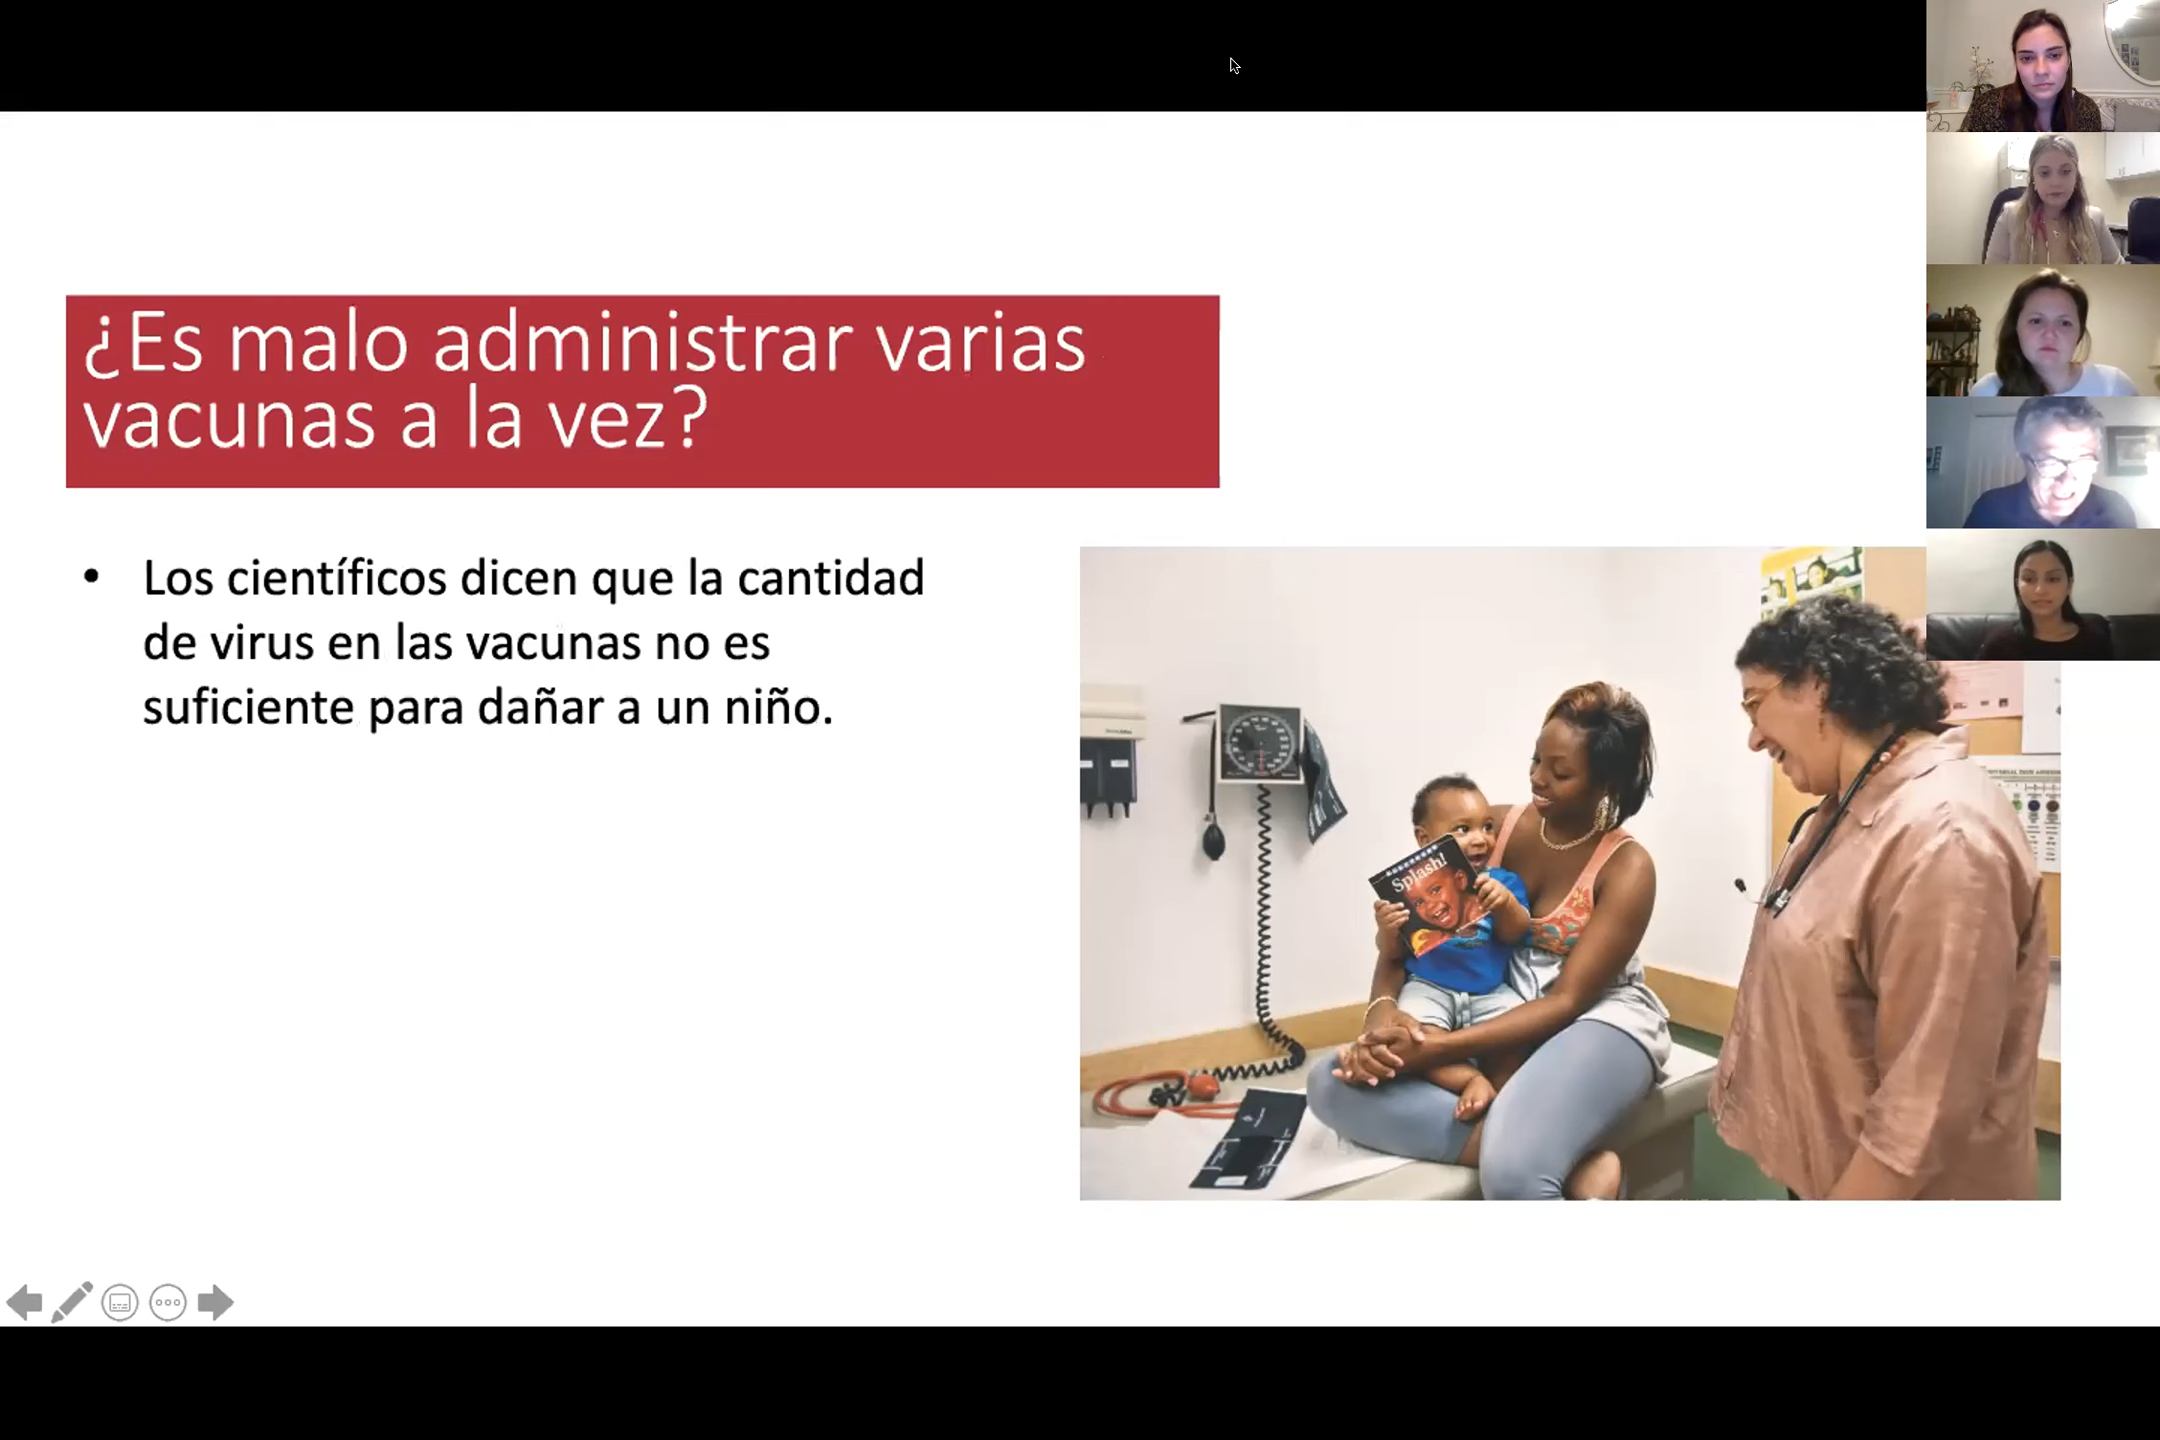 ¿Es malo administrar varias
vacunas a la vez?
• Los científicos dicen que la cantidad
de virus en las vacunas no es
suficiente para dañar a un niño.
Splash!